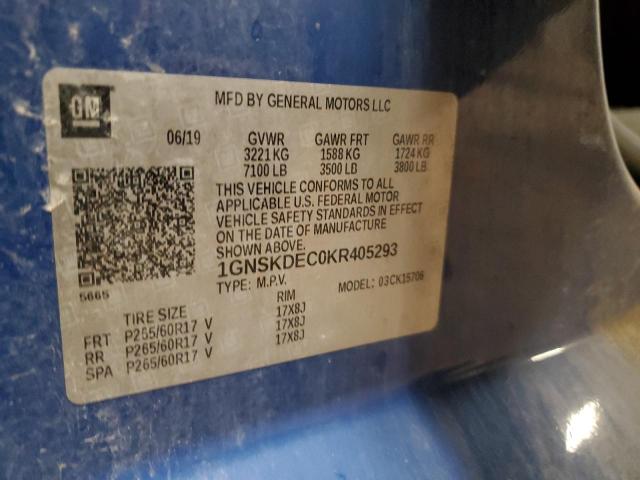 GM
MFD BY GENERAL MOTORS LLC
06/19 GVWR GAWR FRT GAWR RR
3221 KG 1588 KG 1724 KG
7100 LB 3500 LB 3800 LB
THIS VEHICLE CONFORMS TO ALL
APPLICABLE U.S. FEDERAL MOTOR
VEHICLE SAFETY STANDARDS IN EFFECT
ON THE DATE OF MANUFACTURE
SHOWN ABOVE.
1GNSKDEC0KR405293
TYPE: M.P.V. MODEL: 03CK15706
5665
TIRE SIZE RIM
FRT P265/60R17 V 17X8J
RR P265/60R17 V 17X8J
SPA P265/60R17 V 17X8J